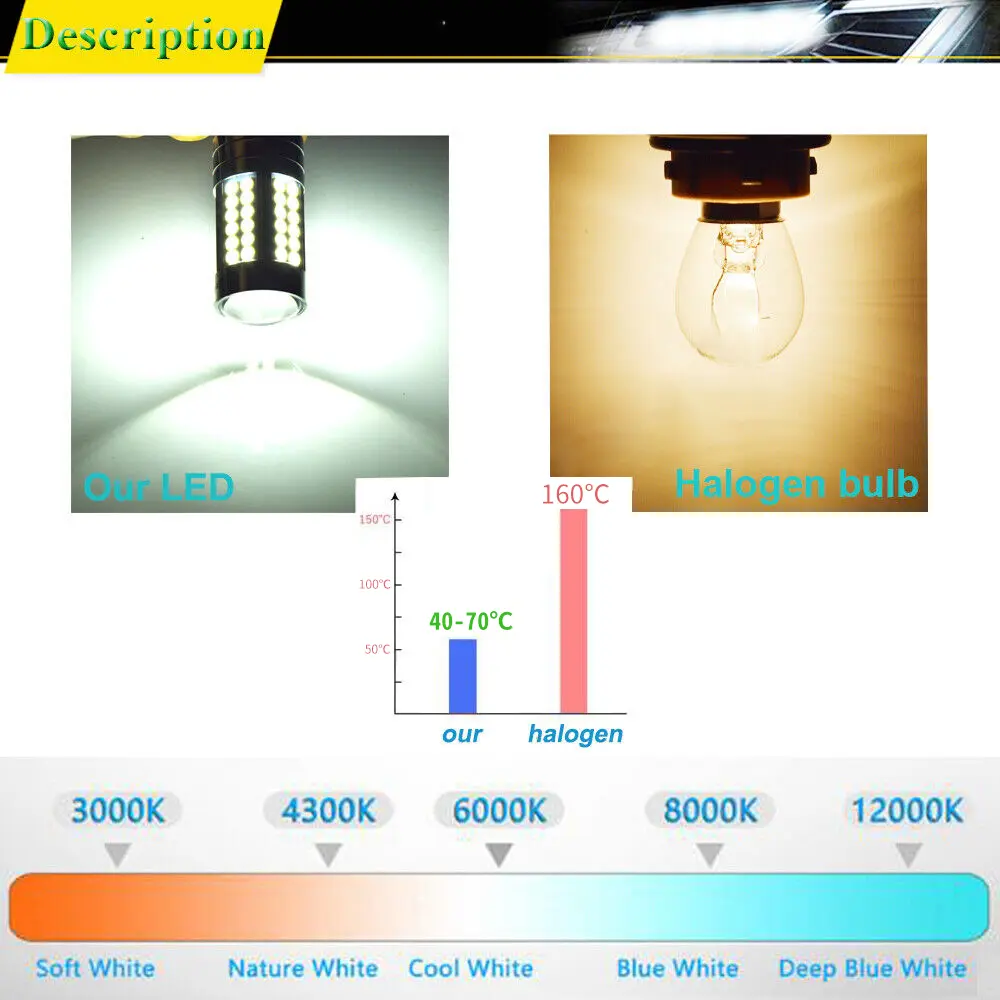 Description
Our LED
Halogen bulb
160°C
150°C
100°C
40-70°C
50°C
our
halogen
3000K
4300K
6000K
8000K
12000K
Soft White
Nature White
Cool White
Blue White
Deep Blue White